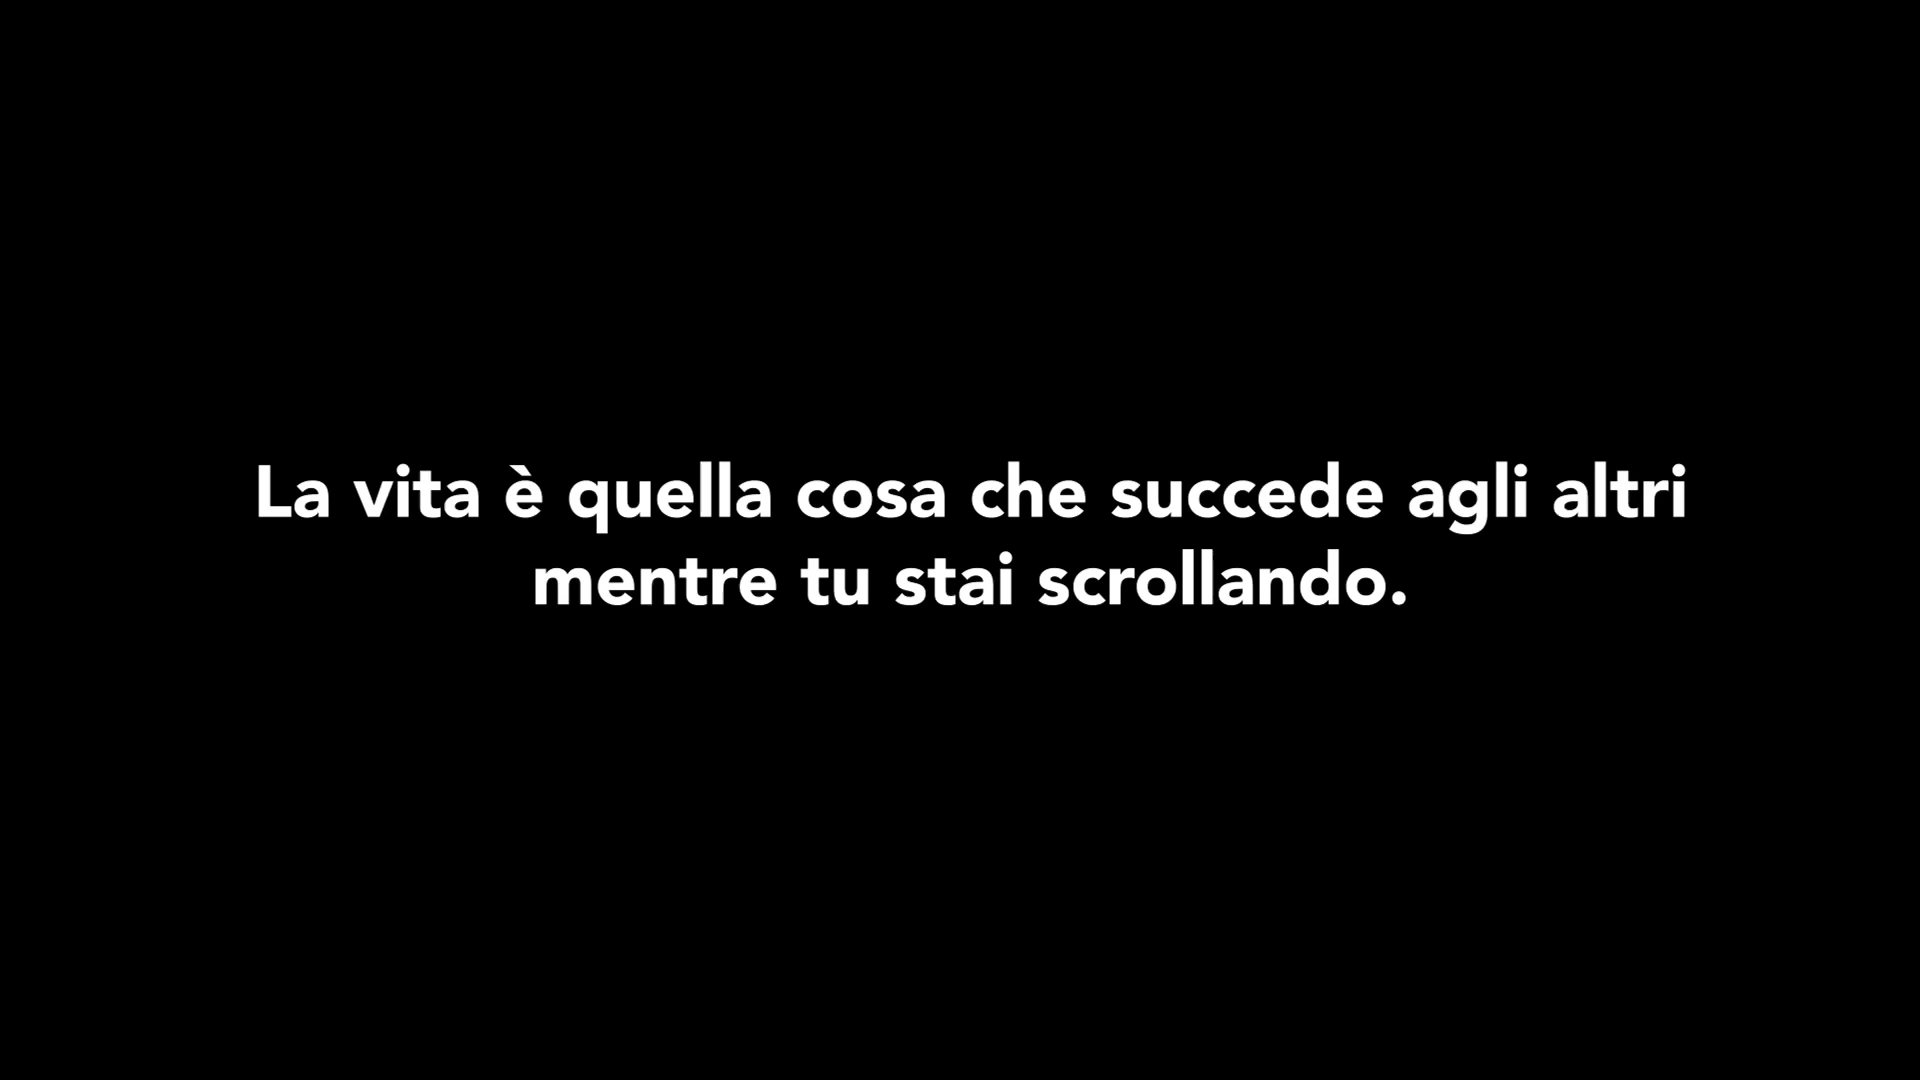 La vita è quella cosa che succede agli altri
mentre tu stai scrollando.